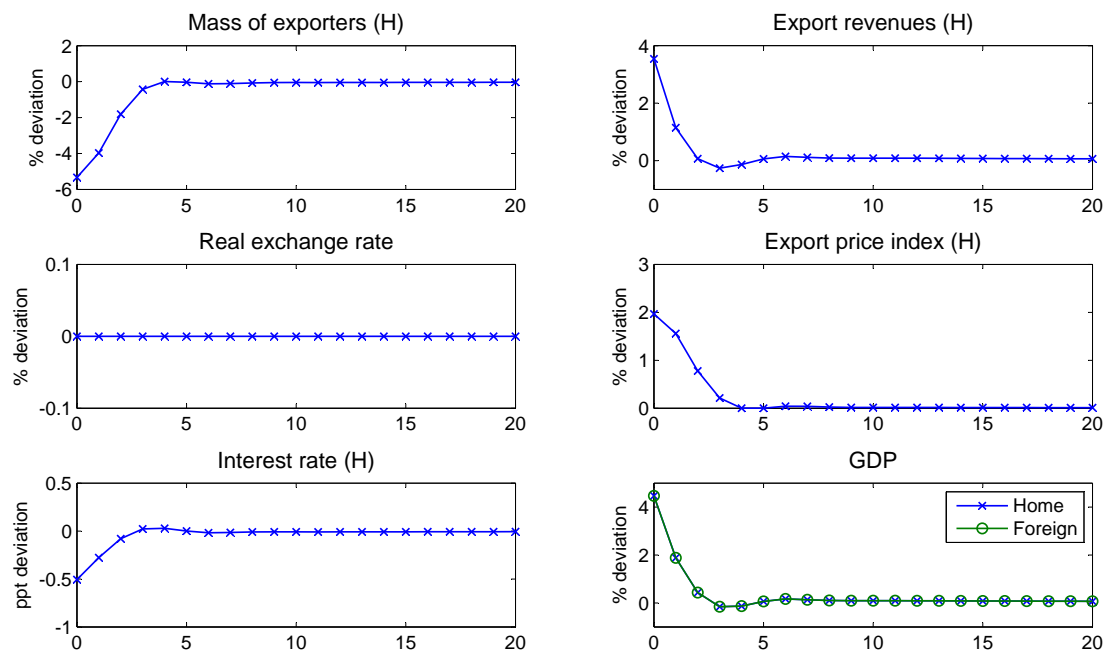 Mass of exporters (H)
% deviation
2
0
-2
-4
-6
0 5 10 15 20
Export revenues (H)
% deviation
4
2
0
0 5 10 15 20
Real exchange rate
% deviation
0.1
0
-0.1
0 5 10 15 20
Export price index (H)
% deviation
3
2
1
0
0 5 10 15 20
Interest rate (H)
ppt deviation
0.5
0
-0.5
-1
0 5 10 15 20
GDP
% deviation
4
2
0
0 5 10 15 20
Home
Foreign